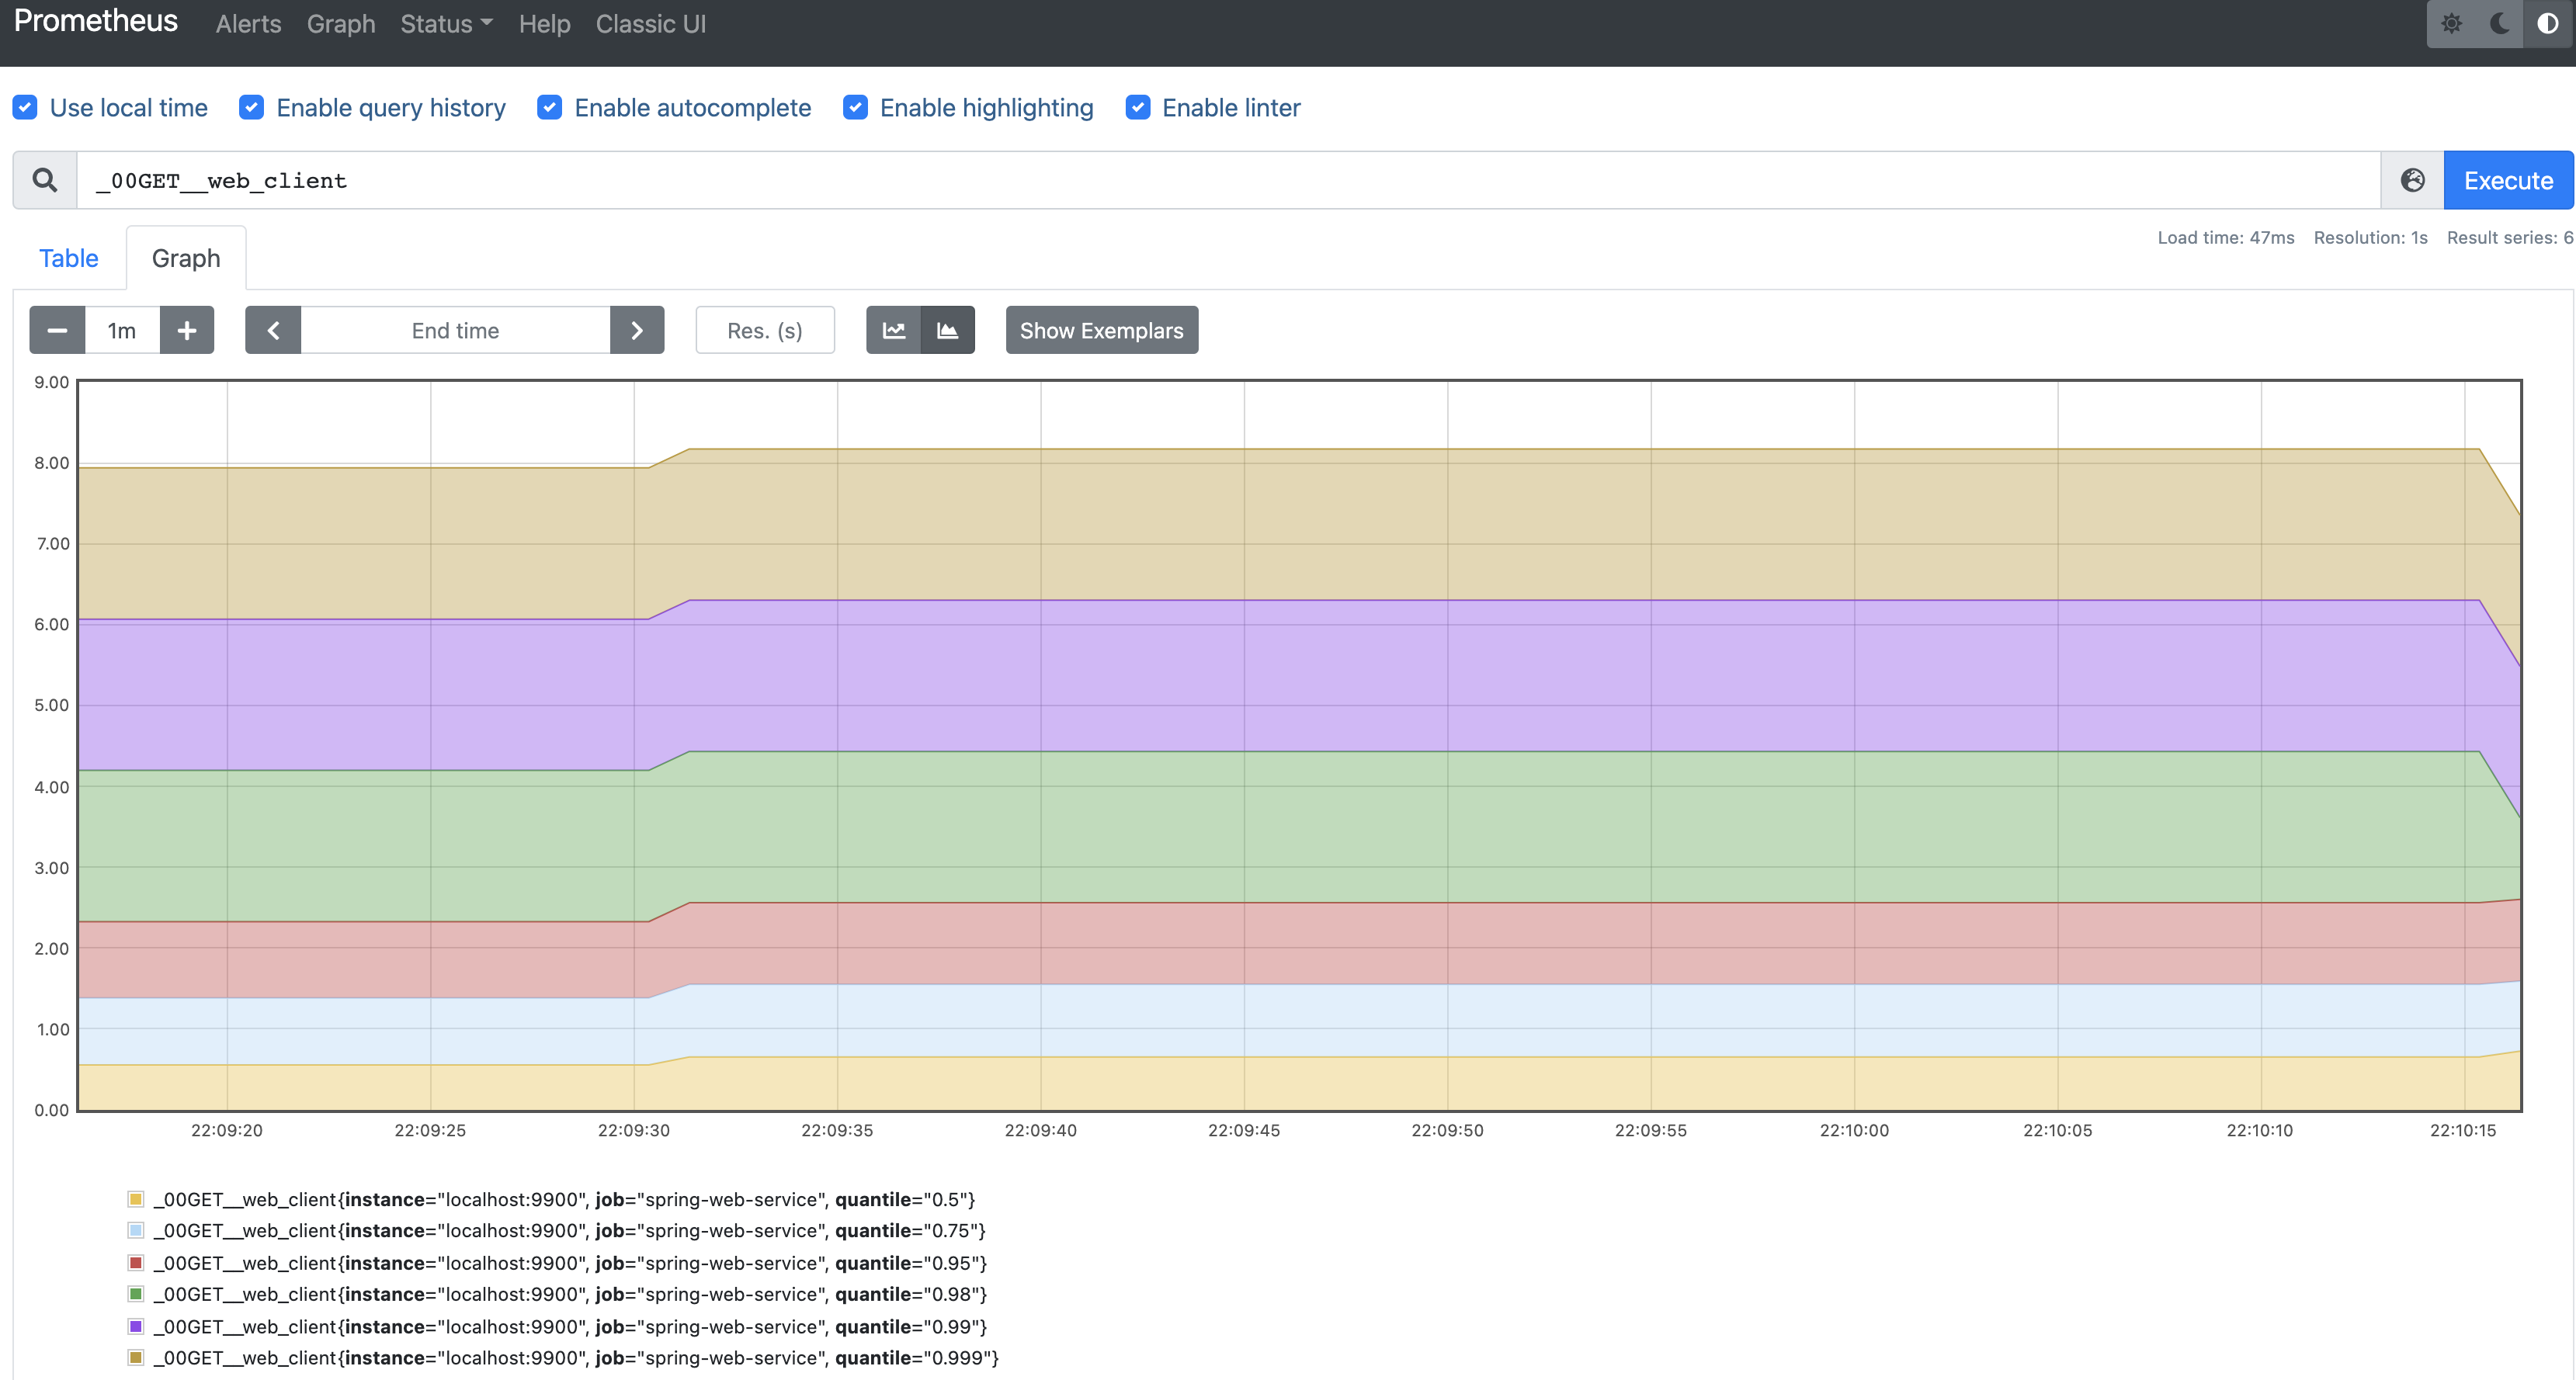 Prometheus Alerts Graph Status Help Classic UI
Use local time Enable query history Enable autocomplete Enable highlighting Enable linter
_00GET__web_client Execute
Table Graph Load time: 47ms Resolution: 1s Result series: 6
1m End time Res. (s) Show Exemplars
9.00
8.00
7.00
6.00
5.00
4.00
3.00
2.00
1.00
0.00
22:09:20 22:09:25 22:09:30 22:09:35 22:09:40 22:09:45 22:09:50 22:09:55 22:10:00 22:10:05 22:10:10 22:10:15
_00GET__web_client{instance="localhost:9900", job="spring-web-service", quantile="0.5"}
_00GET__web_client{instance="localhost:9900", job="spring-web-service", quantile="0.75"}
_00GET__web_client{instance="localhost:9900", job="spring-web-service", quantile="0.95"}
_00GET__web_client{instance="localhost:9900", job="spring-web-service", quantile="0.98"}
_00GET__web_client{instance="localhost:9900", job="spring-web-service", quantile="0.99"}
_00GET__web_client{instance="localhost:9900", job="spring-web-service", quantile="0.999"}